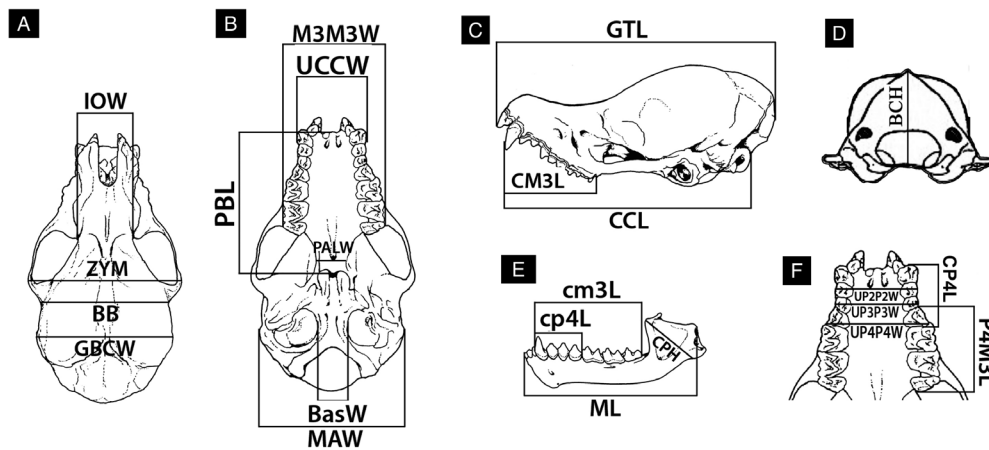 A
IOW
ZYM
BB
GBCW
B
M3M3W
UCCW
PBL
PALW
BasW
MAW
C
GTL
CM3L
CCL
D
BCH
E
cm3L
cp4L
CPH
ML
F
CP4L
UP2P2W
UP3P3W
UP4P4W
P4M3L